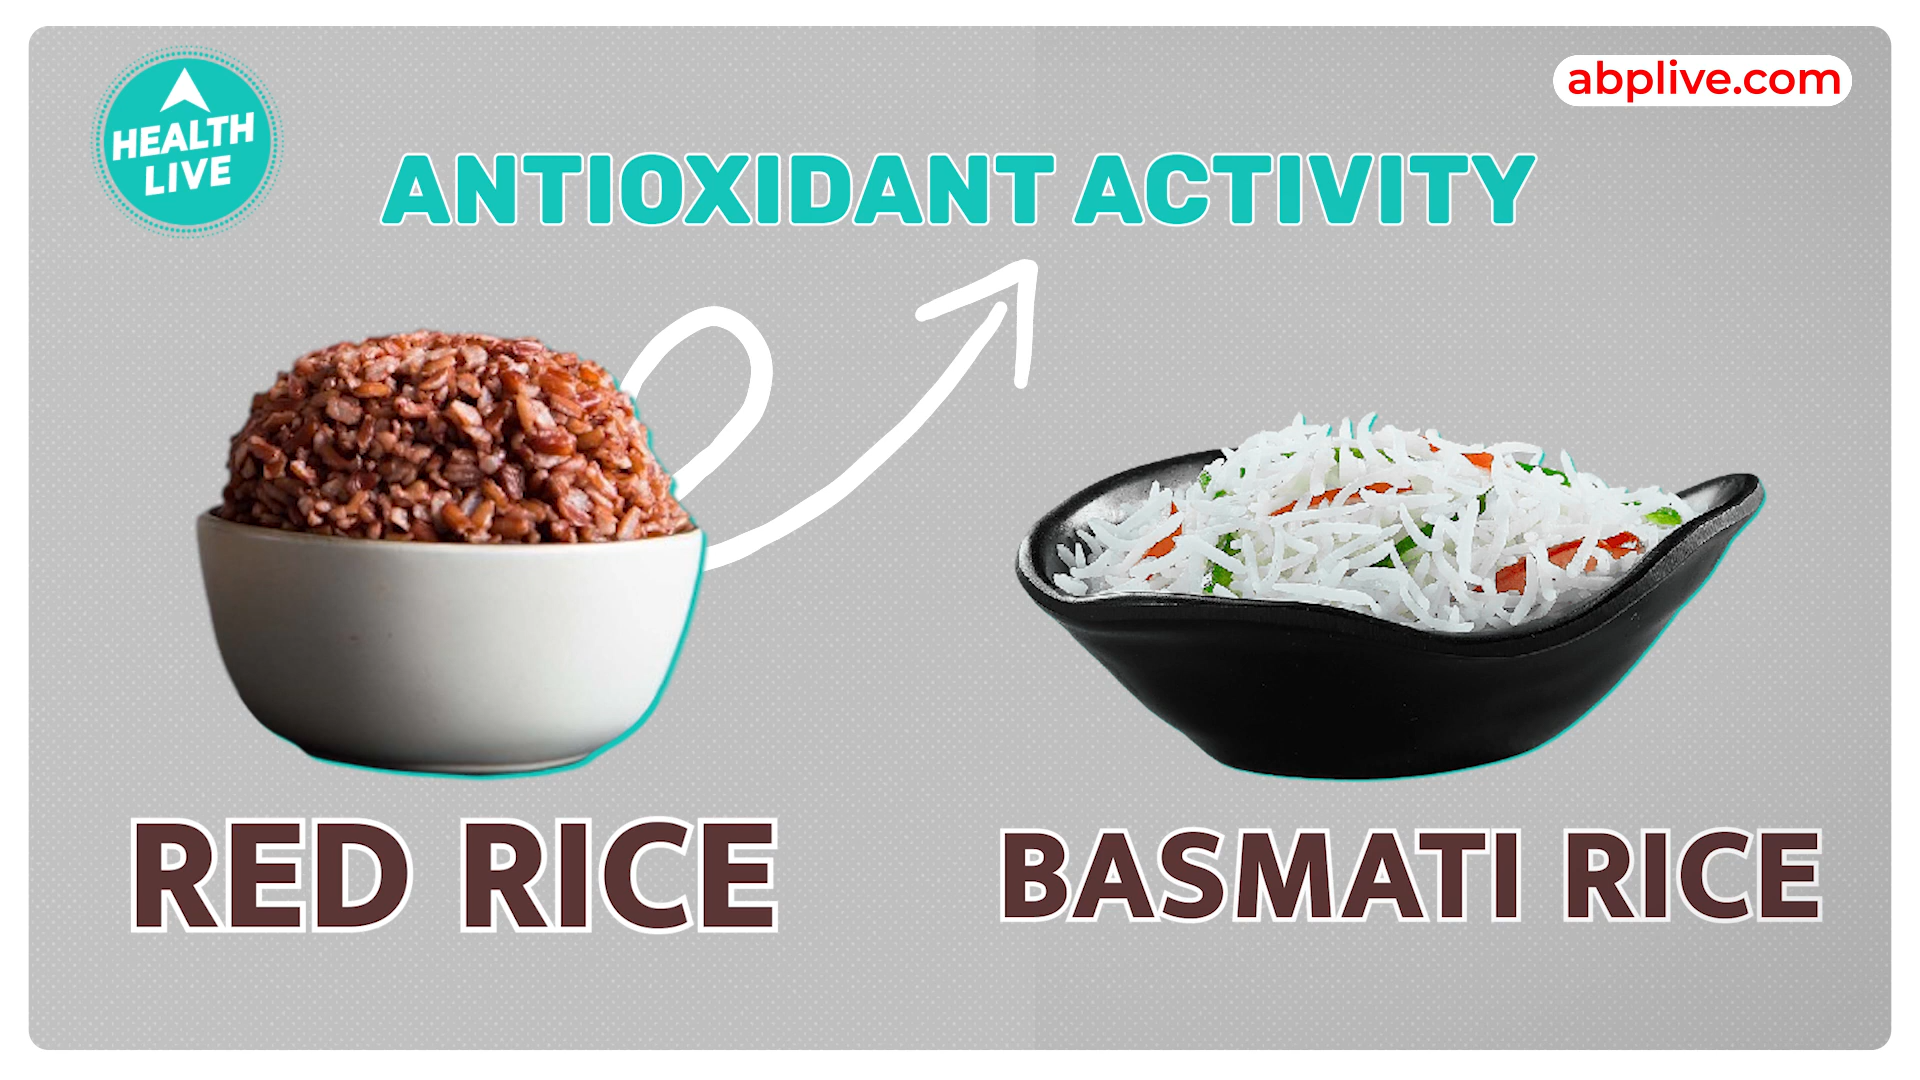 HEALTH
LIVE
abplive.com
ANTIOXIDANT ACTIVITY
RED RICE
BASMATI RICE